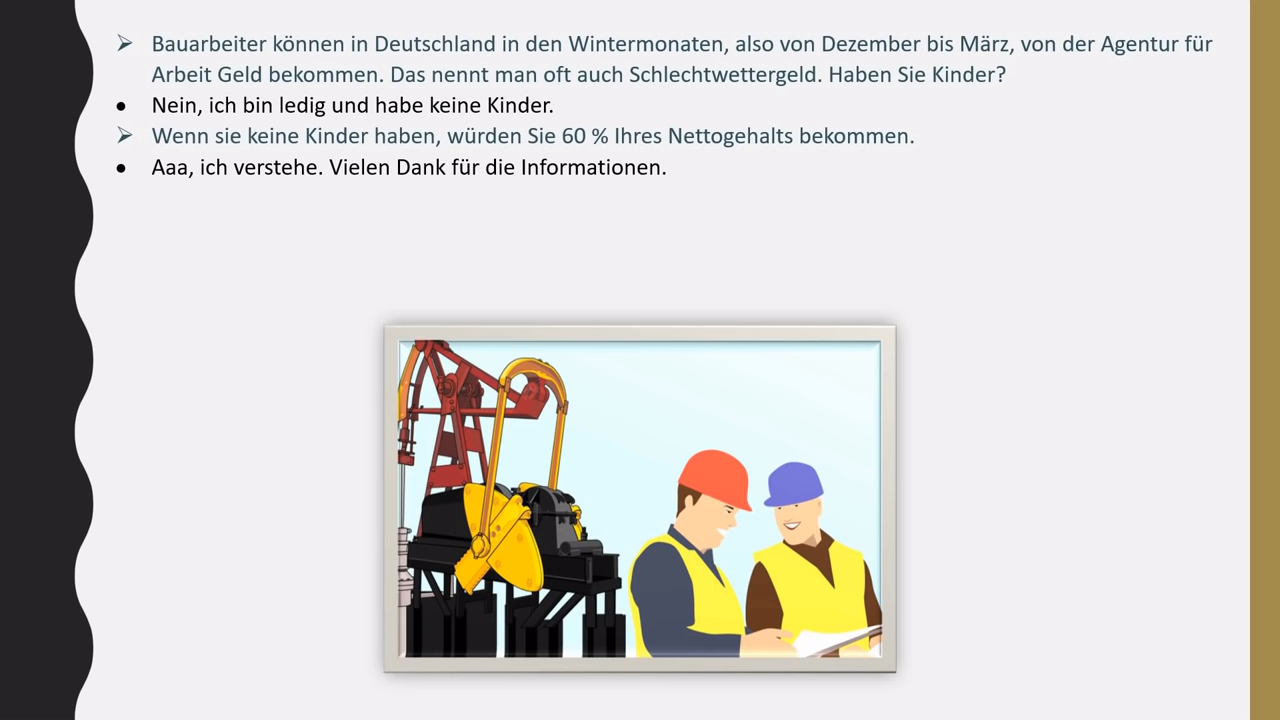 ➢ Bauarbeiter können in Deutschland in den Wintermonaten, also von Dezember bis März, von der Agentur für
Arbeit Geld bekommen. Das nennt man oft auch Schlechtwettergeld. Haben Sie Kinder?
• Nein, ich bin ledig und habe keine Kinder.
➢ Wenn sie keine Kinder haben, würden Sie 60 % Ihres Nettogehalts bekommen.
• Aaa, ich verstehe. Vielen Dank für die Informationen.